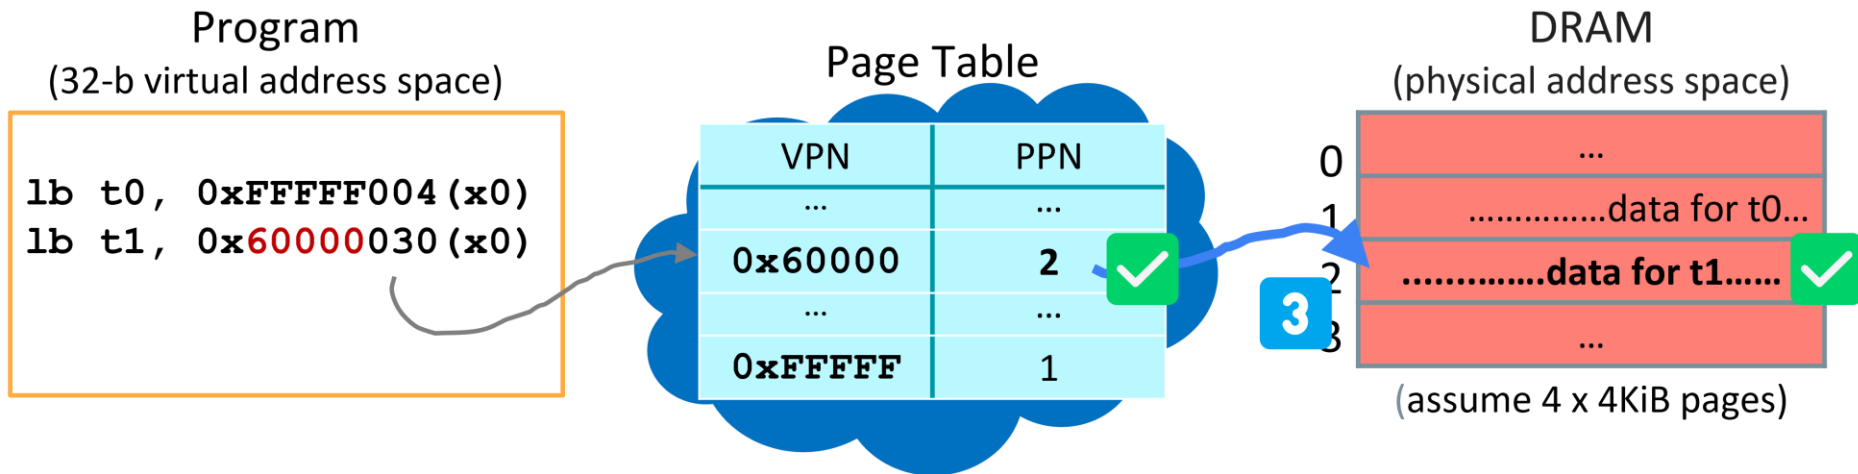 Program
(32-b virtual address space)
lb t0, 0xFFFFF004(x0)
lb t1, 0x60000030(x0)
Page Table
VPN PPN
... ...
0x60000 2
... ...
0xFFFFF 1
3
DRAM
(physical address space)
0 ...
1 ...............data for t0...
2 ..............data for t1......
3 ...
(assume 4 x 4KiB pages)